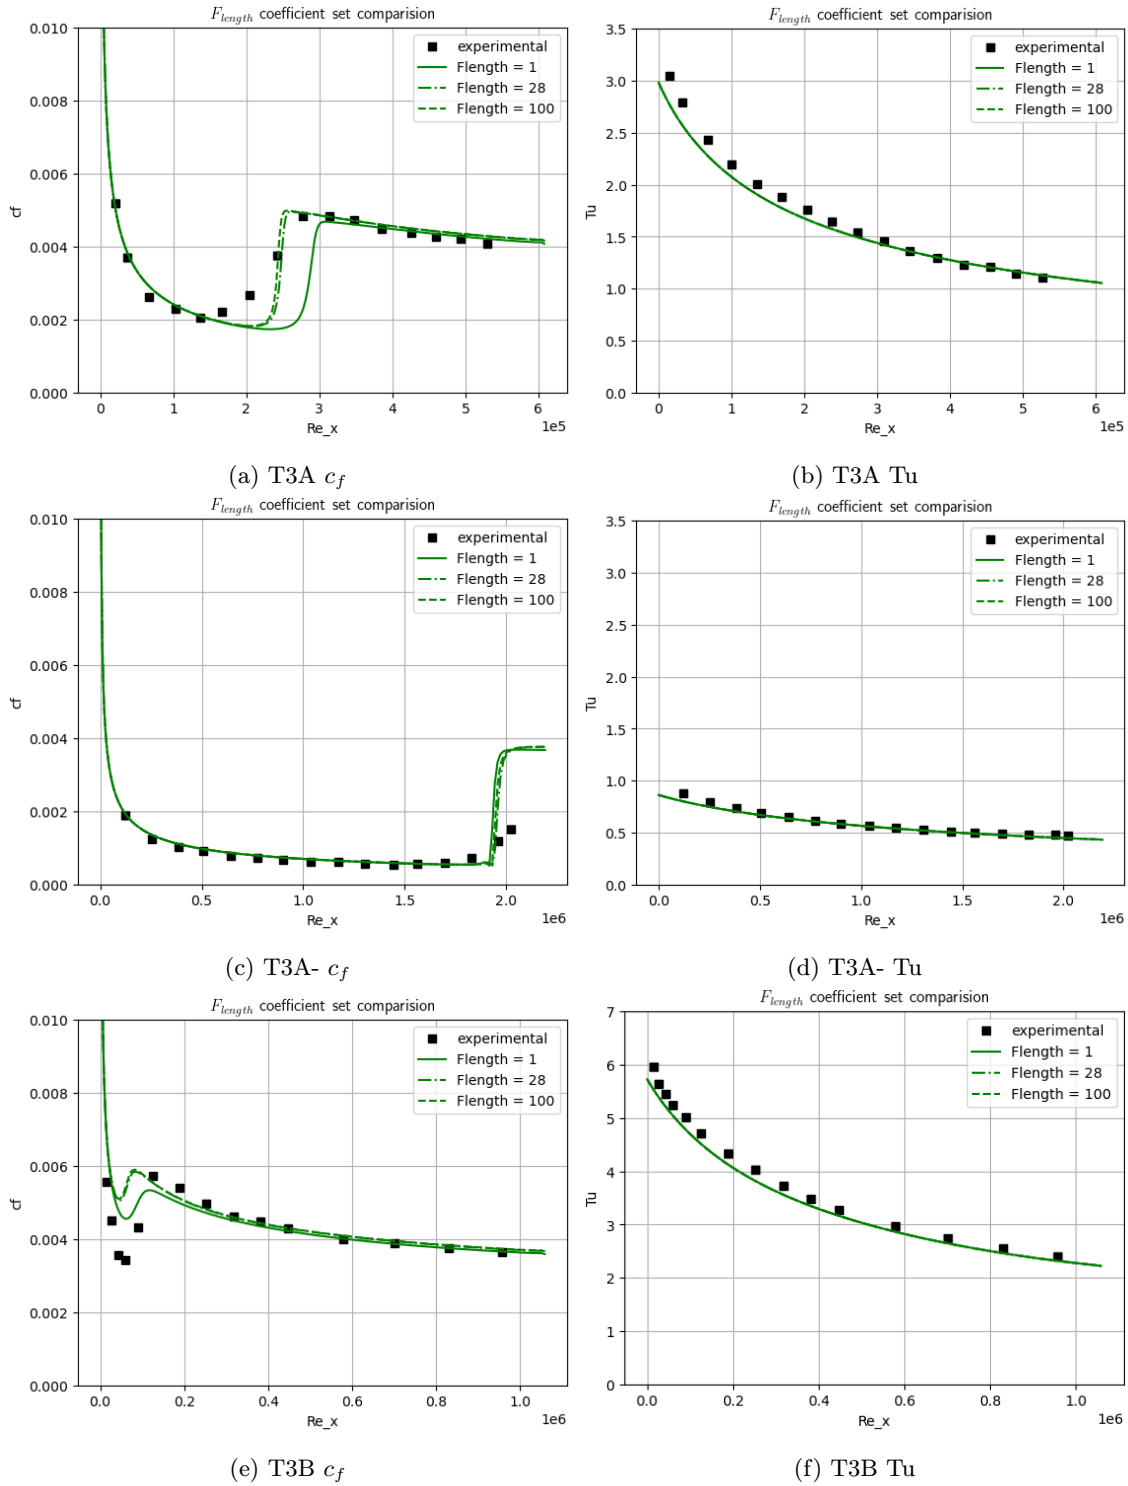 F_length coefficient set comparision
0.010
0.008
0.006
0.004
0.002
0.000
cf
experimental
Flength = 1
Flength = 28
Flength = 100
0 1 2 3 4 5 6
1e5
Re_x
(a) T3A c_f
F_length coefficient set comparision
3.5
3.0
2.5
2.0
1.5
1.0
0.5
0.0
Tu
experimental
Flength = 1
Flength = 28
Flength = 100
0 1 2 3 4 5 6
1e5
Re_x
(b) T3A Tu
F_length coefficient set comparision
0.010
0.008
0.006
0.004
0.002
0.000
cf
experimental
Flength = 1
Flength = 28
Flength = 100
0.0 0.5 1.0 1.5 2.0
1e6
Re_x
(c) T3A- c_f
F_length coefficient set comparision
3.5
3.0
2.5
2.0
1.5
1.0
0.5
0.0
Tu
experimental
Flength = 1
Flength = 28
Flength = 100
0.0 0.5 1.0 1.5 2.0
1e6
Re_x
(d) T3A- Tu
F_length coefficient set comparision
0.010
0.008
0.006
0.004
0.002
0.000
cf
experimental
Flength = 1
Flength = 28
Flength = 100
0.0 0.2 0.4 0.6 0.8 1.0
1e6
Re_x
(e) T3B c_f
F_length coefficient set comparision
7
6
5
4
3
2
1
0
Tu
experimental
Flength = 1
Flength = 28
Flength = 100
0.0 0.2 0.4 0.6 0.8 1.0
1e6
Re_x
(f) T3B Tu